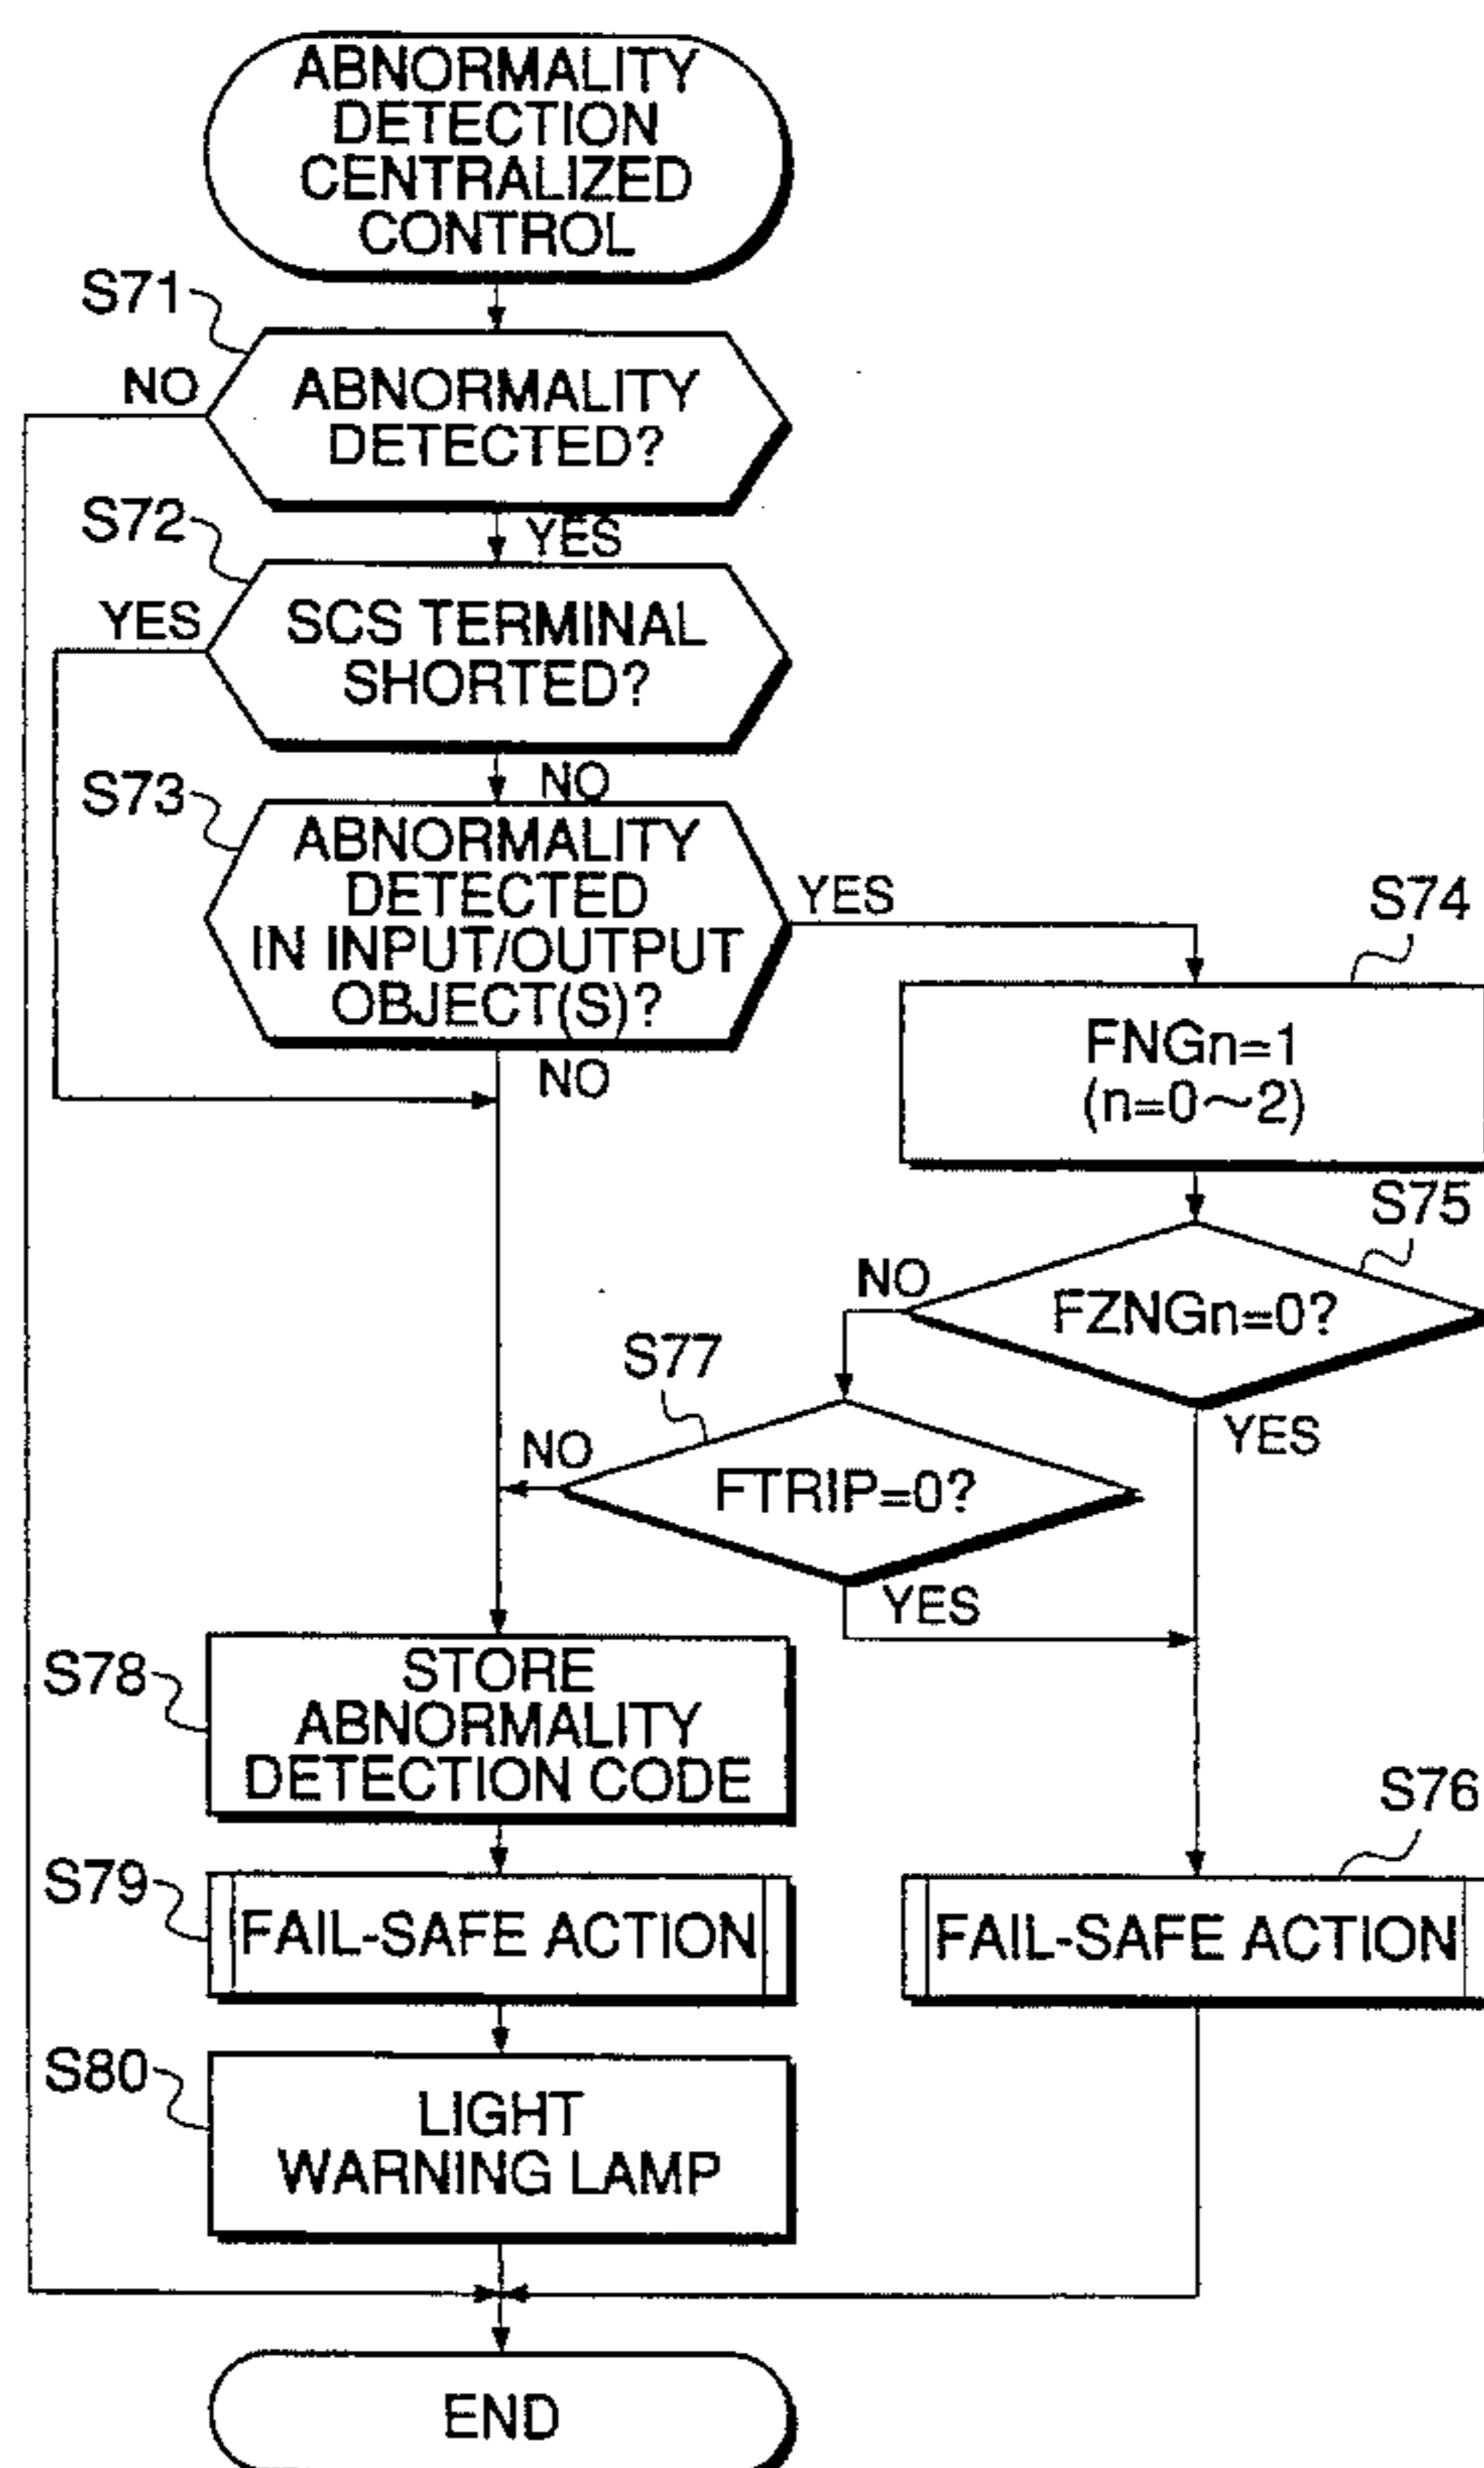 ABNORMALITY
DETECTION
CENTRALIZED
CONTROL
S71
NO
ABNORMALITY
DETECTED?
YES
S72
YES
SCS TERMINAL
SHORTED?
NO
S73
ABNORMALITY
DETECTED
IN INPUT/OUTPUT
OBJECT(S)?
YES
NO
S74
FNGn=1
(n=0~2)
S75
NO
FZNGn=0?
YES
S77
NO
FTRIP=0?
YES
S78
STORE
ABNORMALITY
DETECTION CODE
S76
S79
FAIL-SAFE ACTION
FAIL-SAFE ACTION
S80
LIGHT
WARNING LAMP
END